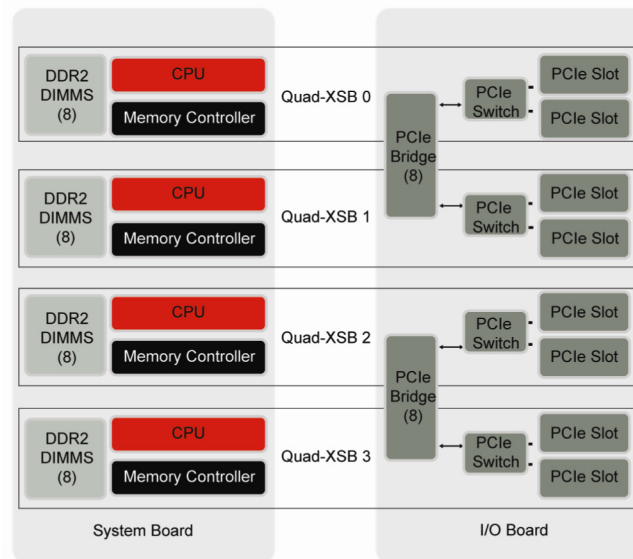 DDR2
DIMMS
(8)
CPU
Memory Controller
Quad-XSB 0
PCIe
Bridge
(8)
PCIe
Switch
PCIe Slot
PCIe Slot
DDR2
DIMMS
(8)
CPU
Memory Controller
Quad-XSB 1
PCIe
Switch
PCIe Slot
PCIe Slot
DDR2
DIMMS
(8)
CPU
Memory Controller
Quad-XSB 2
PCIe
Bridge
(8)
PCIe
Switch
PCIe Slot
PCIe Slot
DDR2
DIMMS
(8)
CPU
Memory Controller
Quad-XSB 3
PCIe
Switch
PCIe Slot
PCIe Slot
System Board
I/O Board